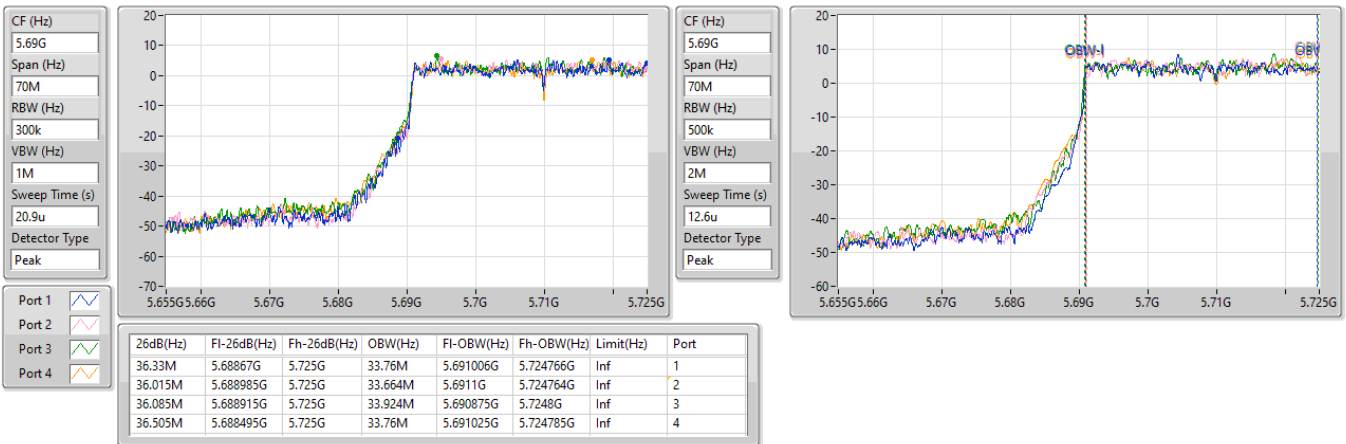 CF (Hz)
5.69G
Span (Hz)
70M
RBW (Hz)
300k
VBW (Hz)
1M
Sweep Time (s)
20.9u
Detector Type
Peak
20
10
0
-10
-20
-30
-40
-50
-60
-70
5.655G 5.66G 5.67G 5.68G 5.69G 5.7G 5.71G 5.725G
CF (Hz)
5.69G
Span (Hz)
70M
RBW (Hz)
500k
VBW (Hz)
2M
Sweep Time (s)
12.6u
Detector Type
Peak
20
10
0
-10
-20
-30
-40
-50
-60
OBW-l
OBV
5.655G 5.66G 5.67G 5.68G 5.69G 5.7G 5.71G 5.725G
Port 1
Port 2
Port 3
Port 4
26dB(Hz) Fl-26dB(Hz) Fh-26dB(Hz) OBW(Hz) Fl-OBW(Hz) Fh-OBW(Hz) Limit(Hz) Port
36.33M 5.68867G 5.725G 33.76M 5.691006G 5.724766G Inf 1
36.015M 5.688985G 5.725G 33.664M 5.6911G 5.724764G Inf 2
36.085M 5.688915G 5.725G 33.924M 5.690875G 5.7248G Inf 3
36.505M 5.688495G 5.725G 33.76M 5.691025G 5.724785G Inf 4